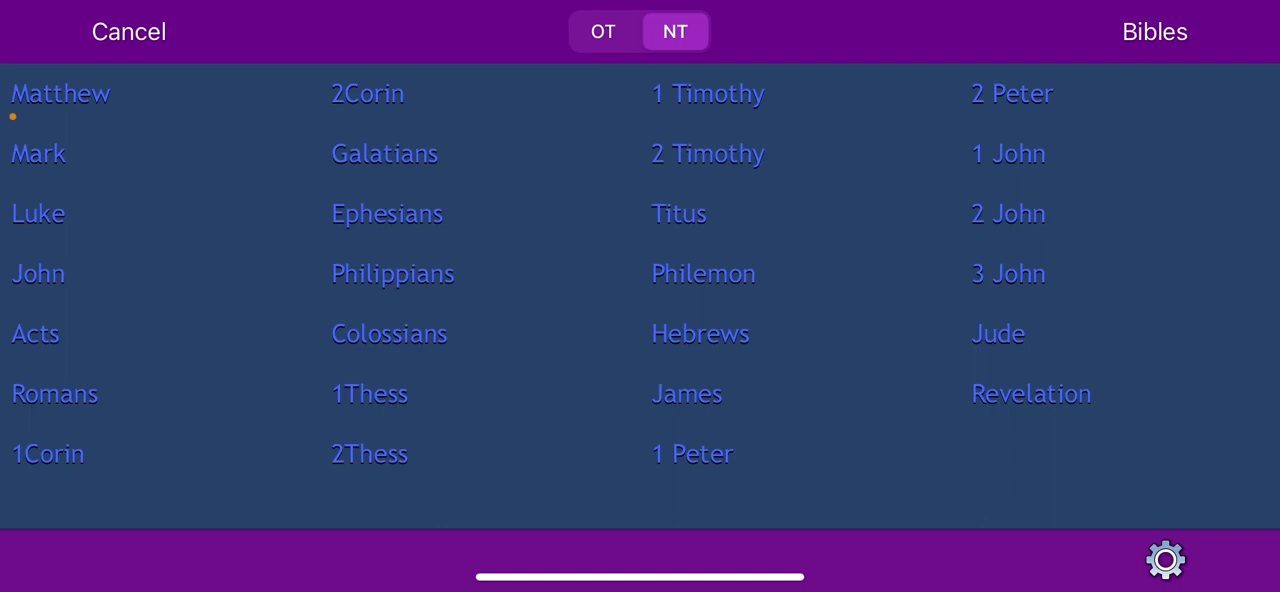 Cancel
OT
NT
Bibles
Matthew
Mark
Luke
John
Acts
Romans
1Corin
2Corin
Galatians
Ephesians
Philippians
Colossians
1Thess
2Thess
1 Timothy
2 Timothy
Titus
Philemon
Hebrews
James
1 Peter
2 Peter
1 John
2 John
3 John
Jude
Revelation